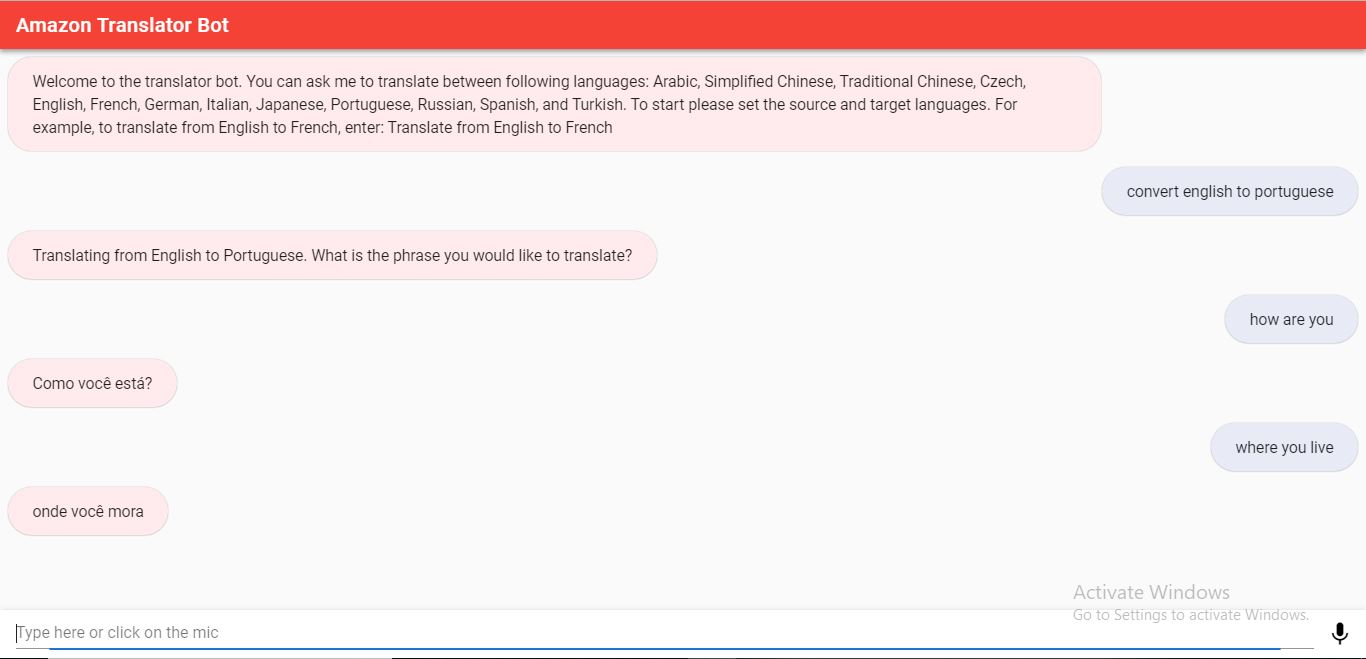 Amazon Translator Bot
Welcome to the translator bot. You can ask me to translate between following languages: Arabic, Simplified Chinese, Traditional Chinese, Czech,
English, French, German, Italian, Japanese, Portuguese, Russian, Spanish, and Turkish. To start please set the source and target languages. For
example, to translate from English to French, enter: Translate from English to French
convert english to portuguese
Translating from English to Portuguese. What is the phrase you would like to translate?
how are you
Como você está?
where you live
onde você mora
Activate Windows
Go to Settings to activate Windows.
Type here or click on the mic